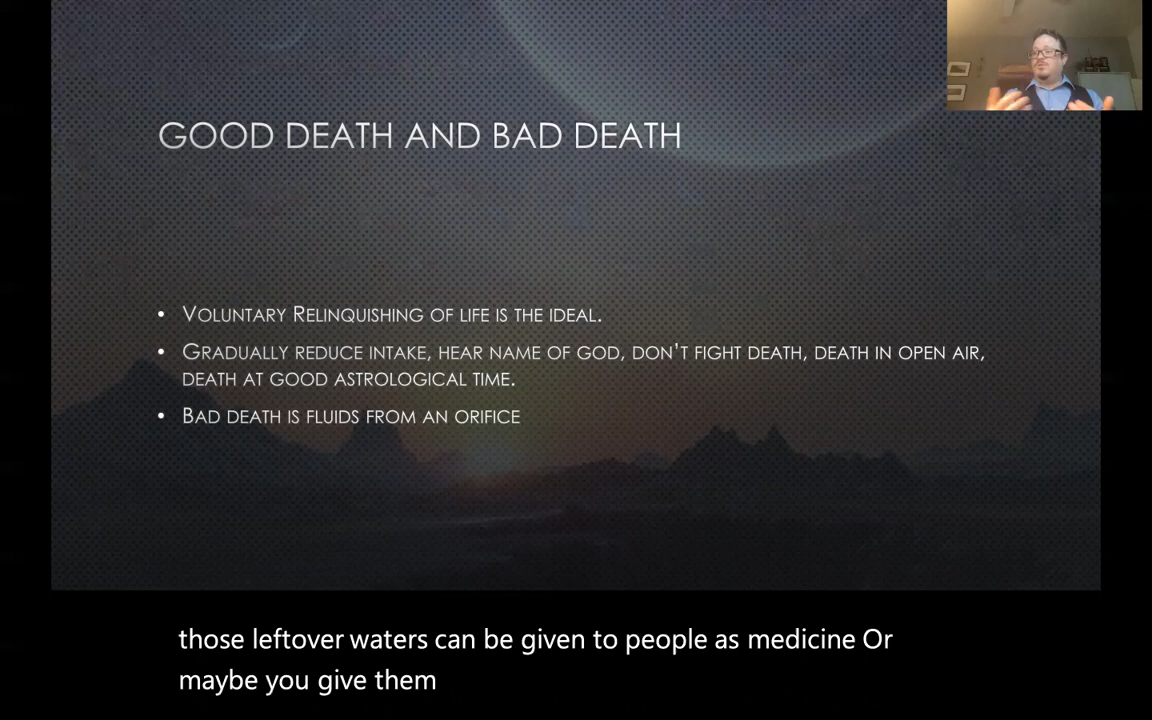 GOOD DEATH AND BAD DEATH
• VOLUNTARY RELINQUISHING OF LIFE IS THE IDEAL.
• GRADUALLY REDUCE INTAKE, HEAR NAME OF GOD, DON'T FIGHT DEATH, DEATH IN OPEN AIR,
DEATH AT GOOD ASTROLOGICAL TIME.
• BAD DEATH IS FLUIDS FROM AN ORIFICE
those leftover waters can be given to people as medicine Or
maybe you give them